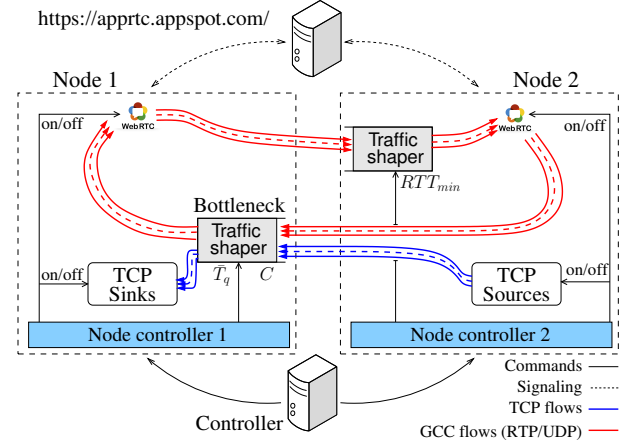 https://apprtc.appspot.com/
Node 1
Node 2
WebRTC
on/off
WebRTC
on/off
Traffic
shaper
RTT_min
Bottleneck
Traffic
shaper
T̄_q
C
on/off
TCP
Sinks
TCP
Sources
on/off
Node controller 1
Node controller 2
Controller
Commands
Signaling
TCP flows
GCC flows (RTP/UDP)